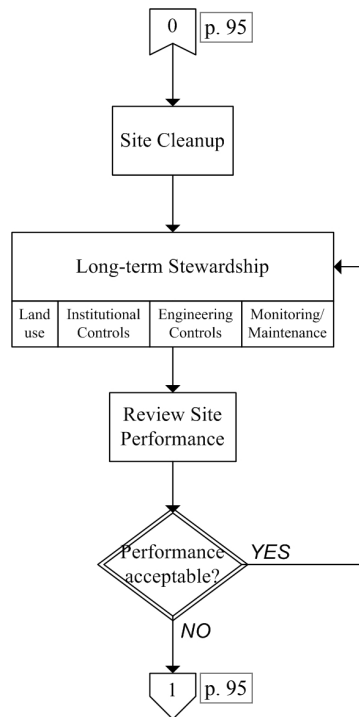 0 p. 95
Site Cleanup
Long-term Stewardship
Land
use
Institutional
Controls
Engineering
Controls
Monitoring/
Maintenance
Review Site
Performance
Performance
acceptable?
YES
NO
1 p. 95